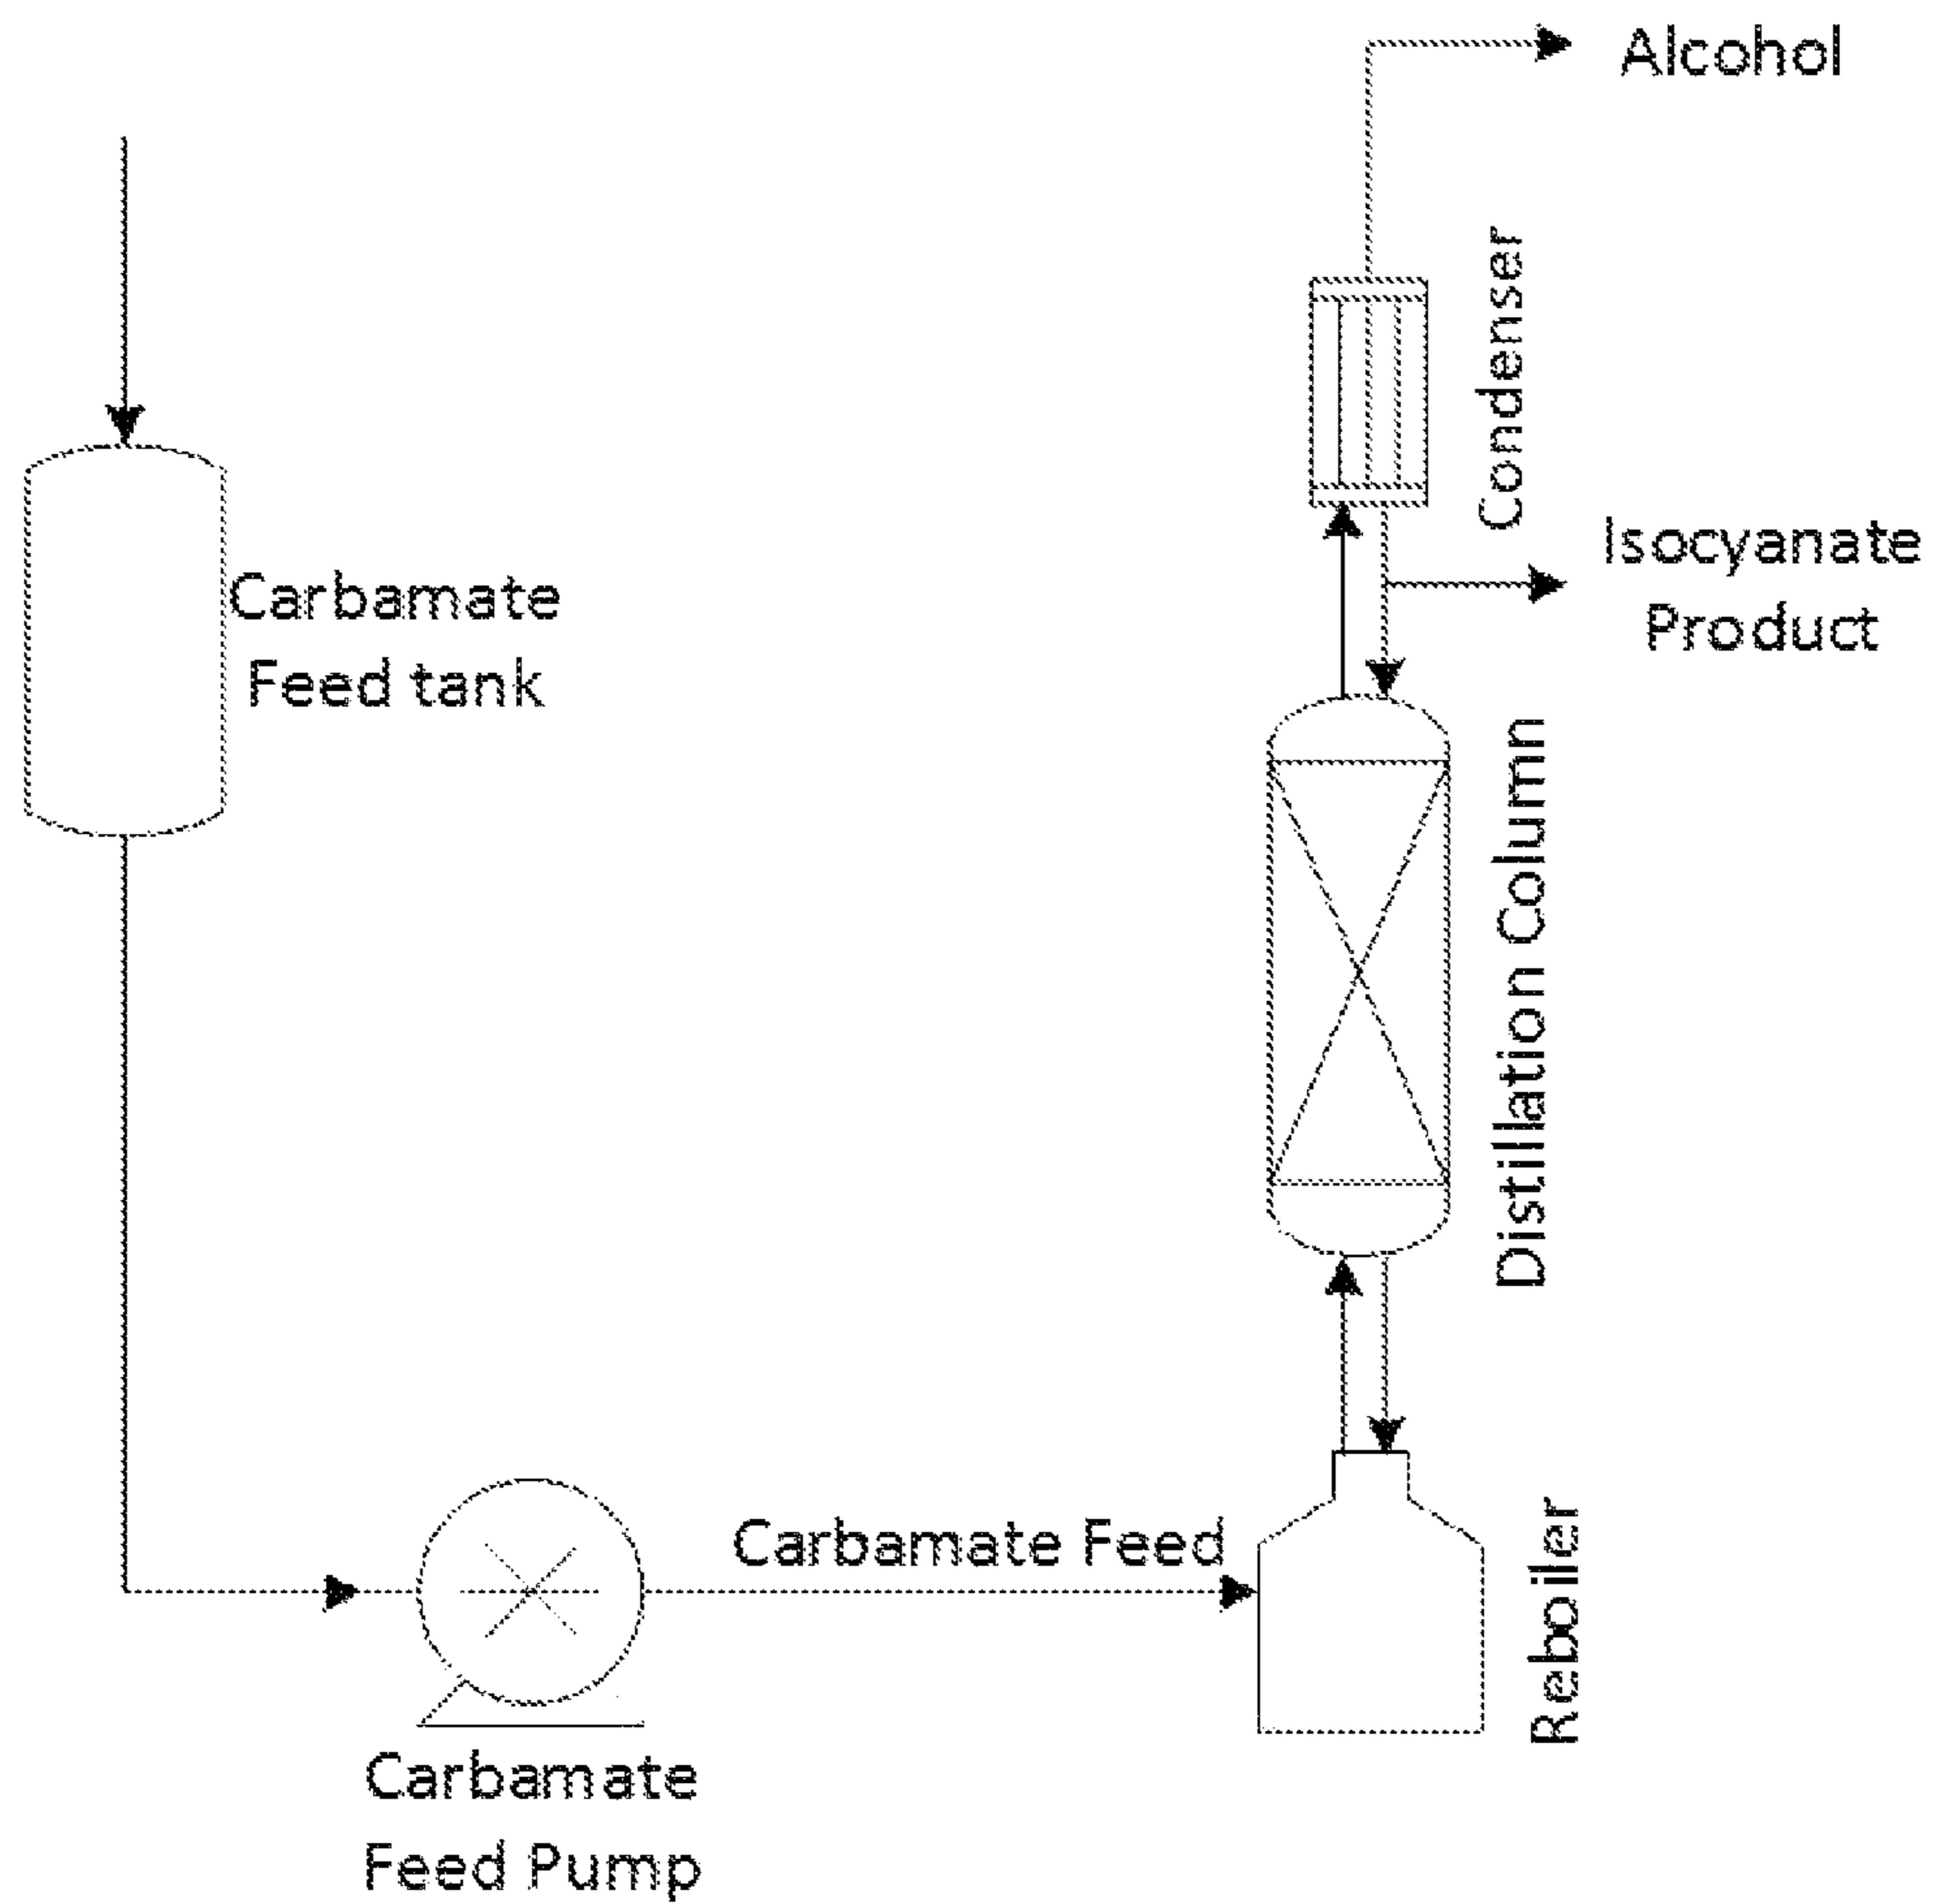 Alcohol
Condenser
Isocyanate
Product
Carbamate
Feed tank
Distillation Column
Carbamate Feed
Reboiler
Carbamate
Feed Pump